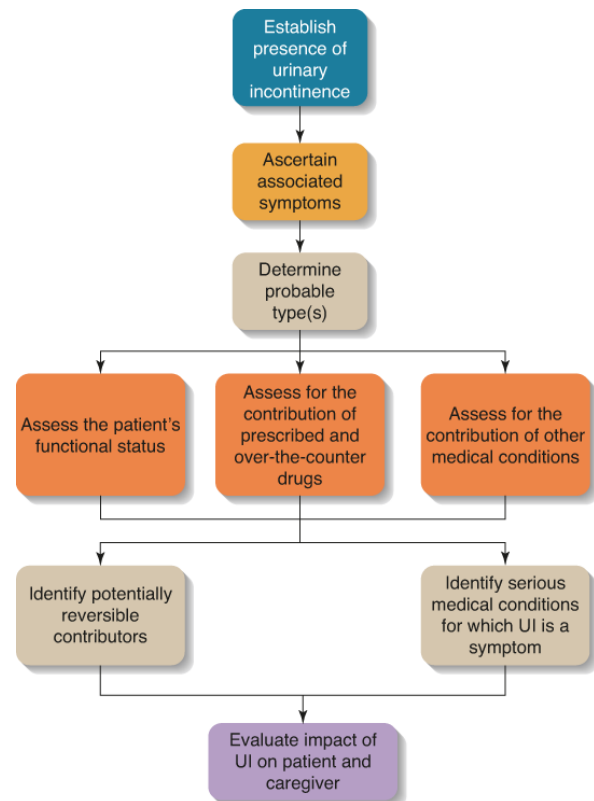 Establish
presence of
urinary
incontinence
Ascertain
associated
symptoms
Determine
probable
type(s)
Assess the patient's
functional status
Assess for the
contribution of
prescribed and
over-the-counter
drugs
Assess for the
contribution of other
medical conditions
Identify potentially
reversible
contributors
Identify serious
medical conditions
for which UI is a
symptom
Evaluate impact of
UI on patient and
caregiver